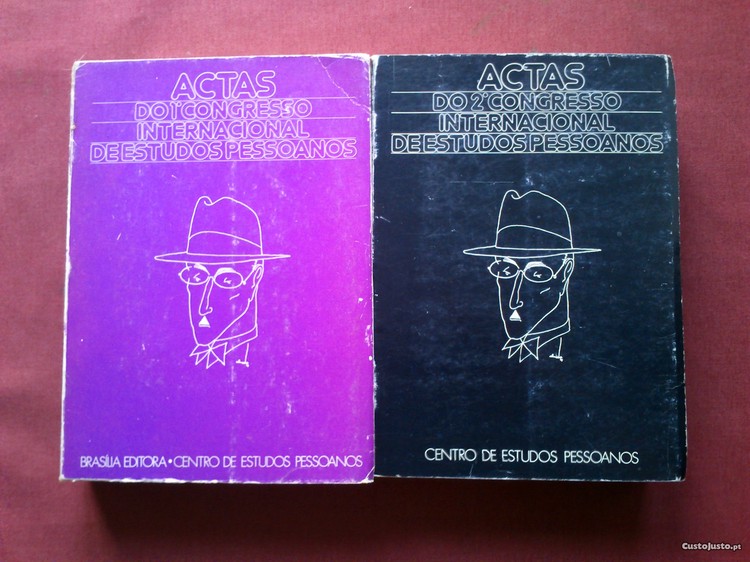 ACTAS
DO 1º CONGRESSO
INTERNACIONAL
DE ESTUDOS PESSOANOS
BRASÍLIA EDITORA • CENTRO DE ESTUDOS PESSOANOS
ACTAS
DO 2º CONGRESSO
INTERNACIONAL
DE ESTUDOS PESSOANOS
CENTRO DE ESTUDOS PESSOANOS
CustoJusto.pt